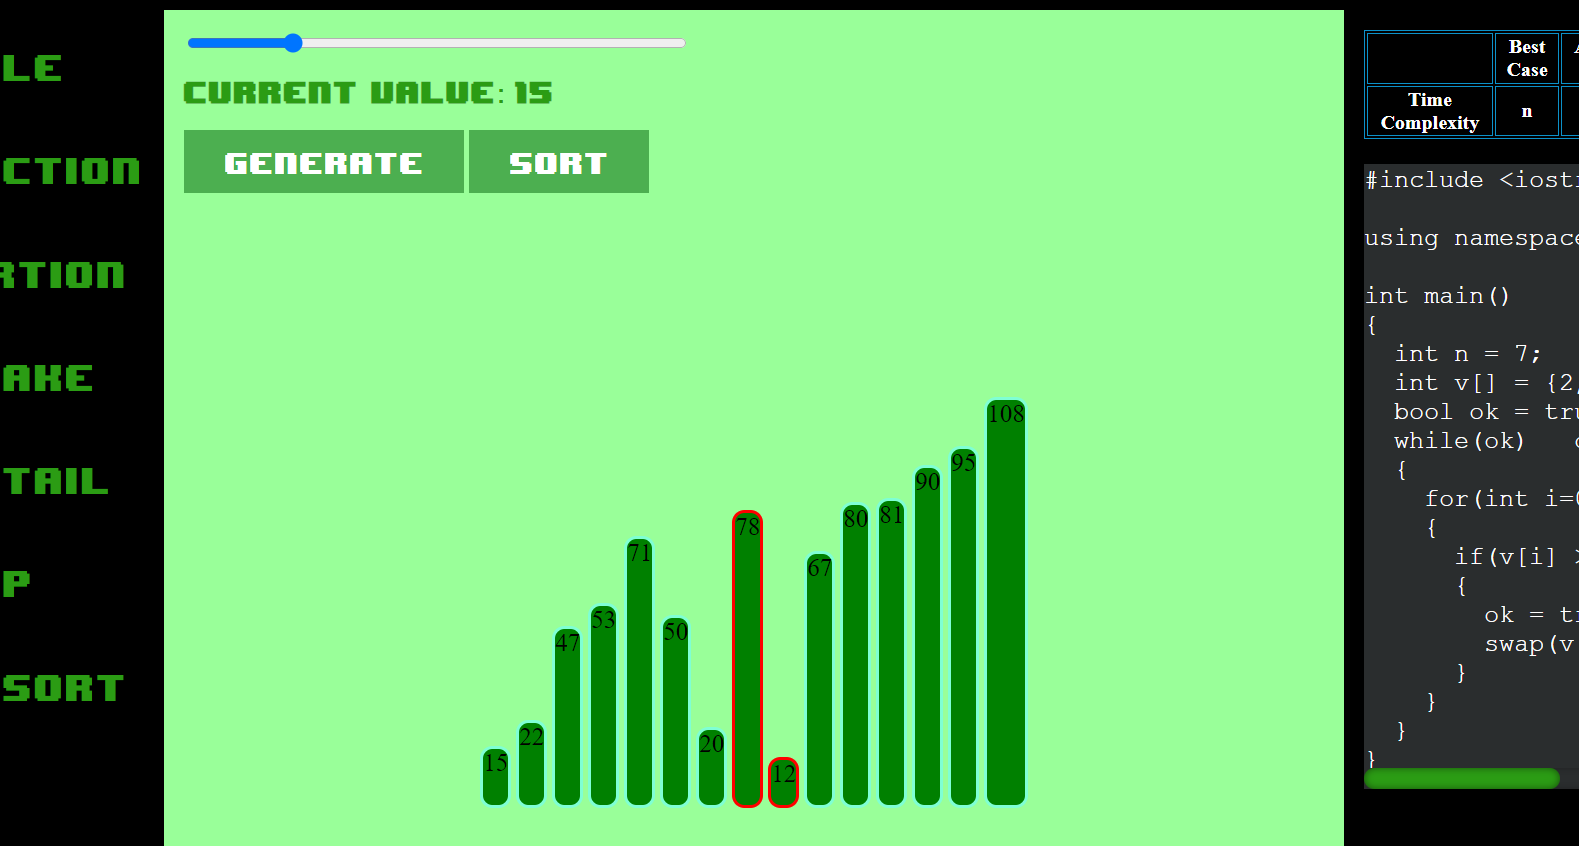 LE
CTION
RTION
AKE
TAIL
P
SORT
CURRENT VALUE: 15
GENERATE
SORT
15
22
47
53
71
50
20
78
12
67
80
81
90
95
108
Best Case
Time Complexity
n
#include <iost
using namespace
int main()
{
int n = 7;
int v[] = {2,
bool ok = tru
while(ok)
{
for(int i=0
{
if(v[i] >
{
ok = t
swap(v
}
}
}
}